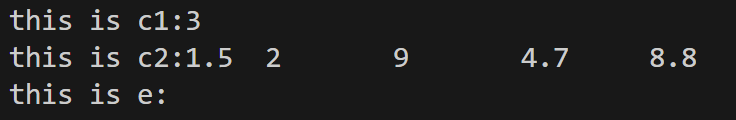 this is c1:3
this is c2:1.5  2       9       4.7     8.8
this is e: